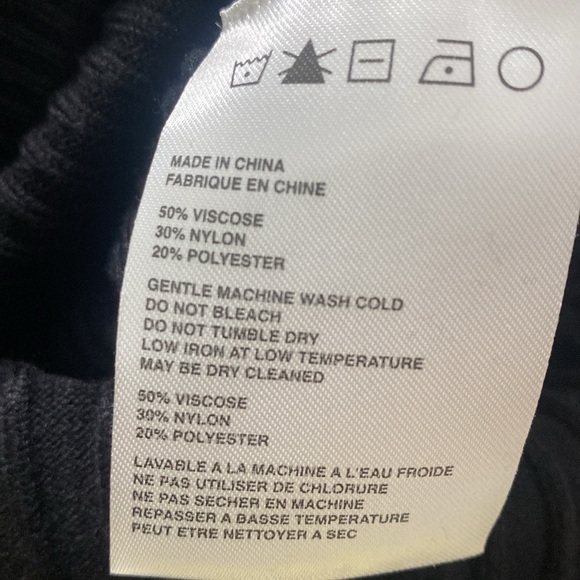 MADE IN CHINA
FABRIQUE EN CHINE
50% VISCOSE
30% NYLON
20% POLYESTER
GENTLE MACHINE WASH COLD
DO NOT BLEACH
DO NOT TUMBLE DRY
LOW IRON AT LOW TEMPERATURE
MAY BE DRY CLEANED
50% VISCOSE
30% NYLON
20% POLYESTER
LAVABLE A LA MACHINE A L'EAU FROIDE
NE PAS UTILISER DE CHLORURE
NE PAS SECHER EN MACHINE
REPASSER A BASSE TEMPERATURE
PEUT ETRE NETTOYER A SEC